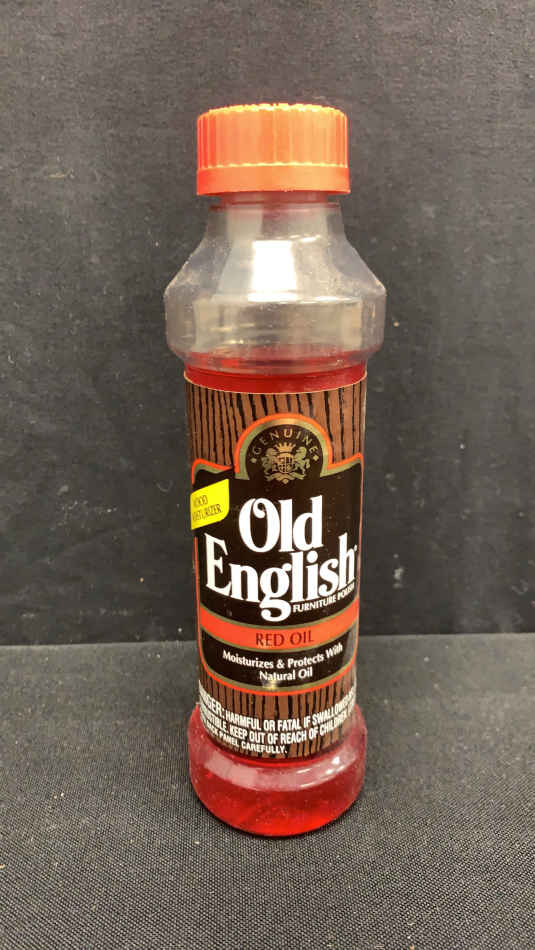 GENUINE
WOOD
Old
English
FURNITURE POLISH
RED OIL
Moisturizes & Protects With
Natural Oil
HARMFUL OR FATAL IF SWALLOWED
KEEP OUT OF REACH OF CHILDREN
BACK PANEL CAREFULLY.